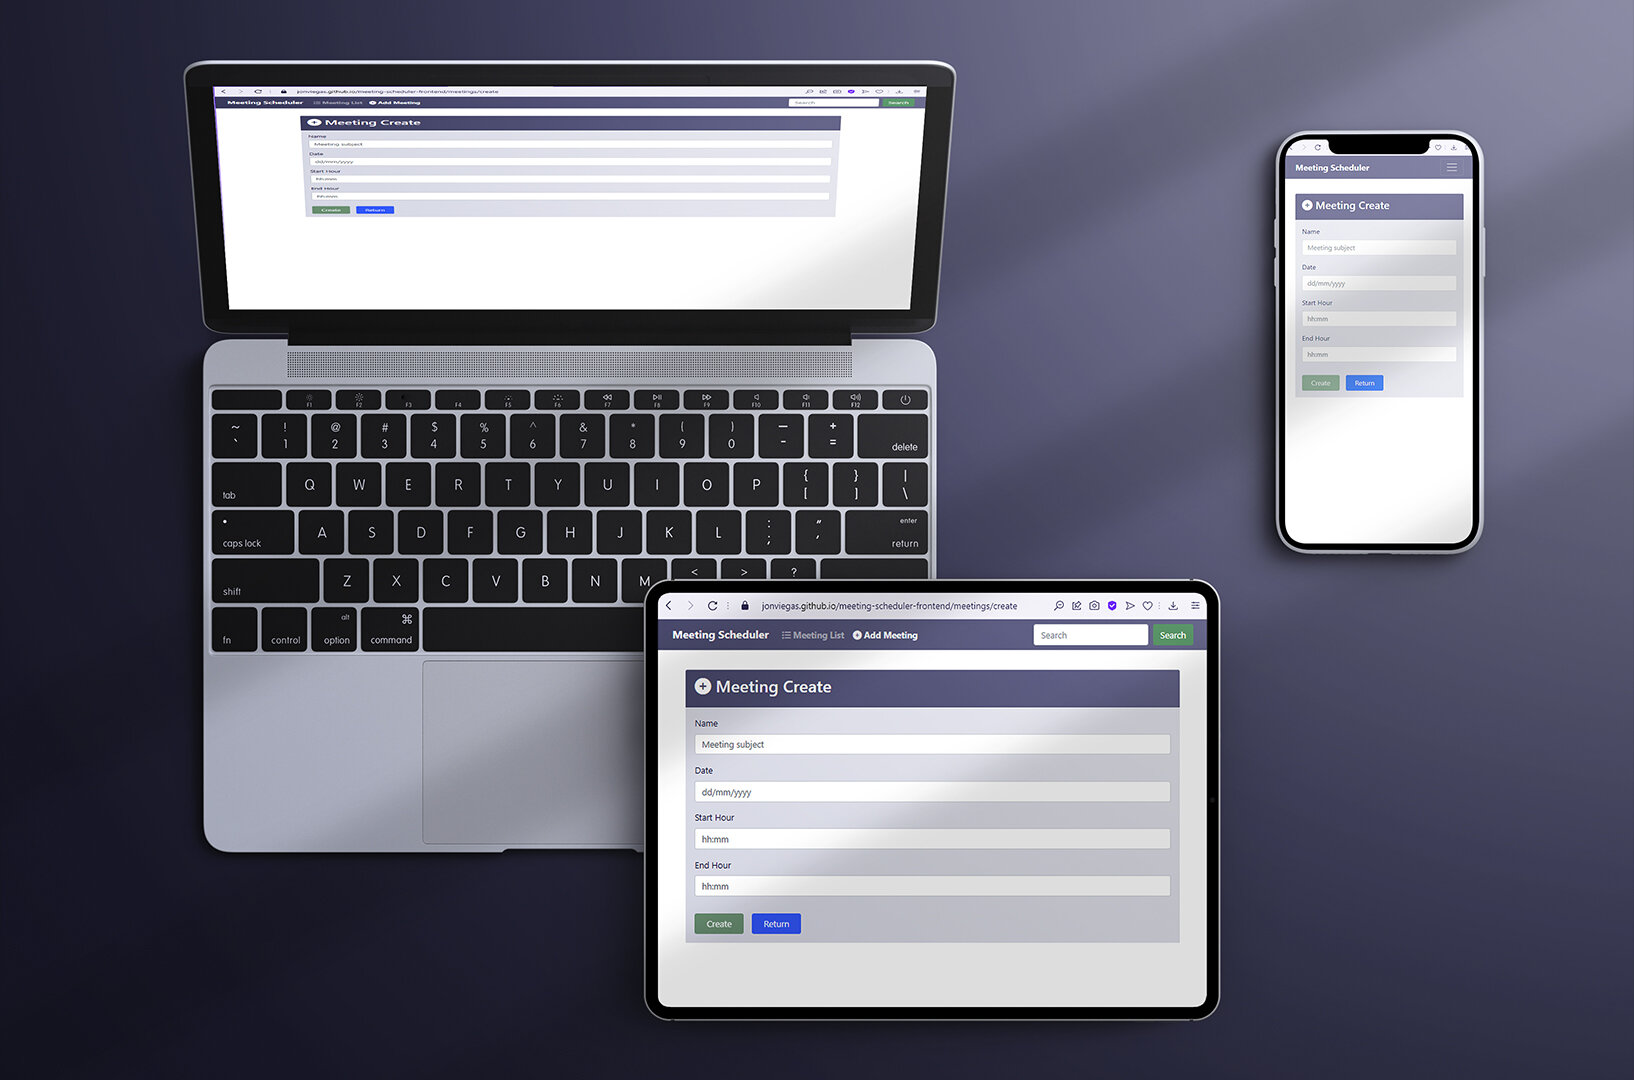 jonviegas.github.io/meeting-scheduler-frontend/meetings/create
Meeting Scheduler Meeting List Add Meeting Search Search
Meeting Create
Name
Meeting subject
Date
dd/mm/yyyy
Start Hour
hh:mm
End Hour
hh:mm
Create Return
F1 F2 F3 F4 F5 F6 F7 F8 F9 F10 F11 F12
~ ! @ # $ % ^ & * ( ) — +
` 1 2 3 4 5 6 7 8 9 0 - =
delete
tab Q W E R T Y U I O P { [ } ] | \
caps lock A S D F G H J K L : ; " ' enter return
shift Z X C V B N M < > ?
fn control alt option ⌘ command
Meeting Scheduler
Meeting Create
Name
Meeting subject
Date
dd/mm/yyyy
Start Hour
hh:mm
End Hour
hh:mm
Create Return
jonviegas.github.io/meeting-scheduler-frontend/meetings/create
Meeting Scheduler Meeting List Add Meeting Search Search
Meeting Create
Name
Meeting subject
Date
dd/mm/yyyy
Start Hour
hh:mm
End Hour
hh:mm
Create Return